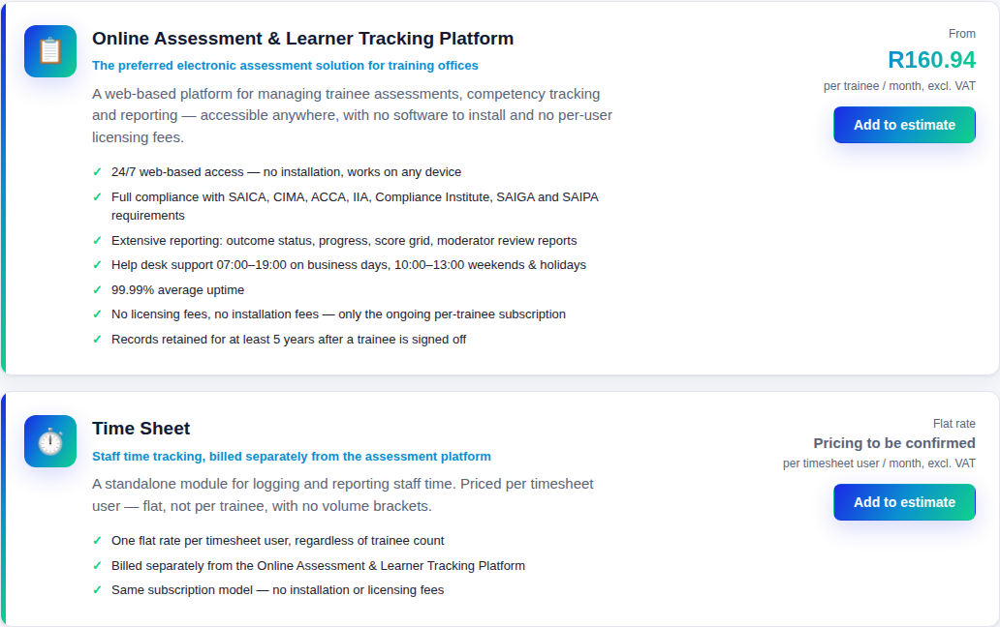 Online Assessment & Learner Tracking Platform
The preferred electronic assessment solution for training offices
A web-based platform for managing trainee assessments, competency tracking
and reporting — accessible anywhere, with no software to install and no per-user
licensing fees.
✓ 24/7 web-based access — no installation, works on any device
✓ Full compliance with SAICA, CIMA, ACCA, IIA, Compliance Institute, SAIGA and SAIPA
requirements
✓ Extensive reporting: outcome status, progress, score grid, moderator review reports
✓ Help desk support 07:00–19:00 on business days, 10:00–13:00 weekends & holidays
✓ 99.99% average uptime
✓ No licensing fees, no installation fees — only the ongoing per-trainee subscription
✓ Records retained for at least 5 years after a trainee is signed off
From
R160.94
per trainee / month, excl. VAT
Add to estimate
Time Sheet
Staff time tracking, billed separately from the assessment platform
A standalone module for logging and reporting staff time. Priced per timesheet
user — flat, not per trainee, with no volume brackets.
✓ One flat rate per timesheet user, regardless of trainee count
✓ Billed separately from the Online Assessment & Learner Tracking Platform
✓ Same subscription model — no installation or licensing fees
Flat rate
Pricing to be confirmed
per timesheet user / month, excl. VAT
Add to estimate